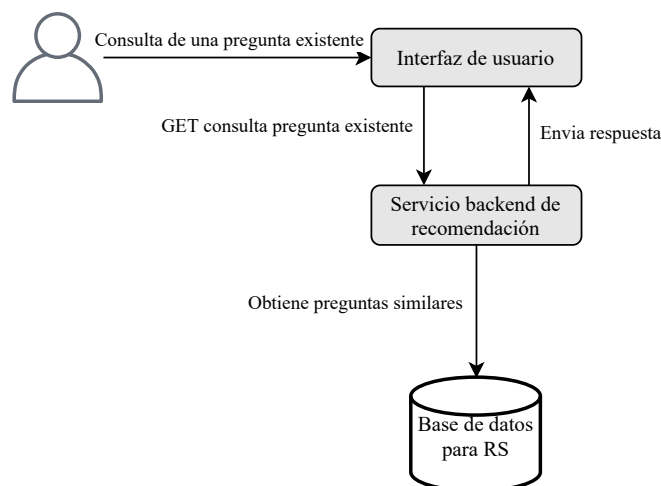 Consulta de una pregunta existente
Interfaz de usuario
GET consulta pregunta existente
Envia respuesta
Servicio backend de
recomendación
Obtiene preguntas similares
Base de datos
para RS